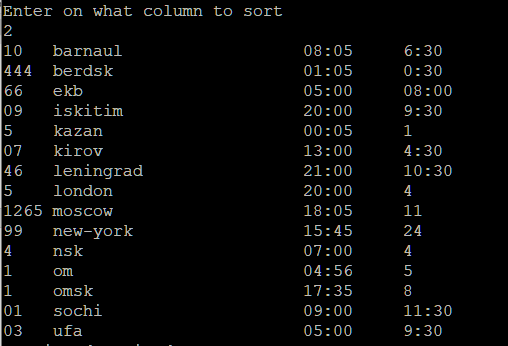 Enter on what column to sort
2
10 barnaul 08:05 6:30
444 berdsk 01:05 0:30
66 ekb 05:00 08:00
09 iskitim 20:00 9:30
5 kazan 00:05 1
07 kirov 13:00 4:30
46 leningrad 21:00 10:30
5 london 20:00 4
1265 moscow 18:05 11
99 new-york 15:45 24
4 nsk 07:00 4
1 om 04:56 5
1 omsk 17:35 8
01 sochi 09:00 11:30
03 ufa 05:00 9:30